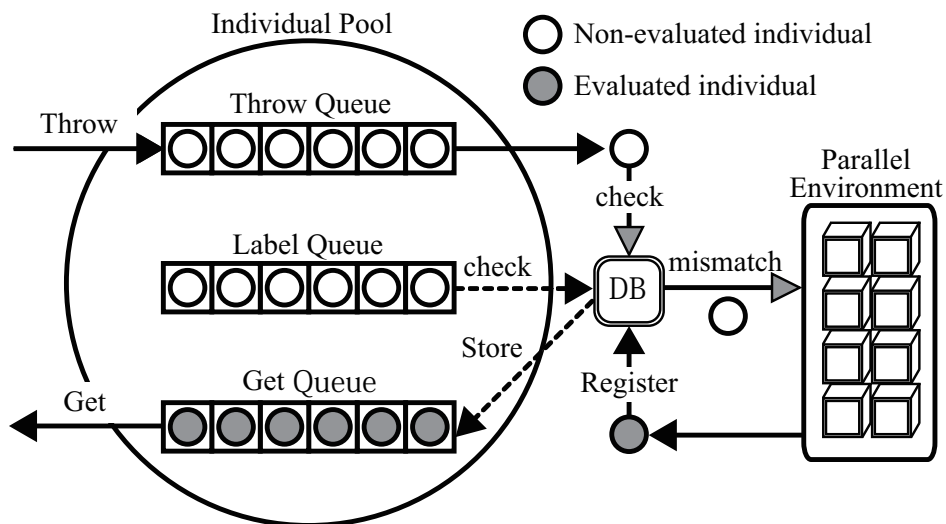 Individual Pool
Non-evaluated individual
Evaluated individual
Throw
Throw Queue
check
Parallel
Environment
Label Queue
check
DB
mismatch
Store
Get
Get Queue
Register